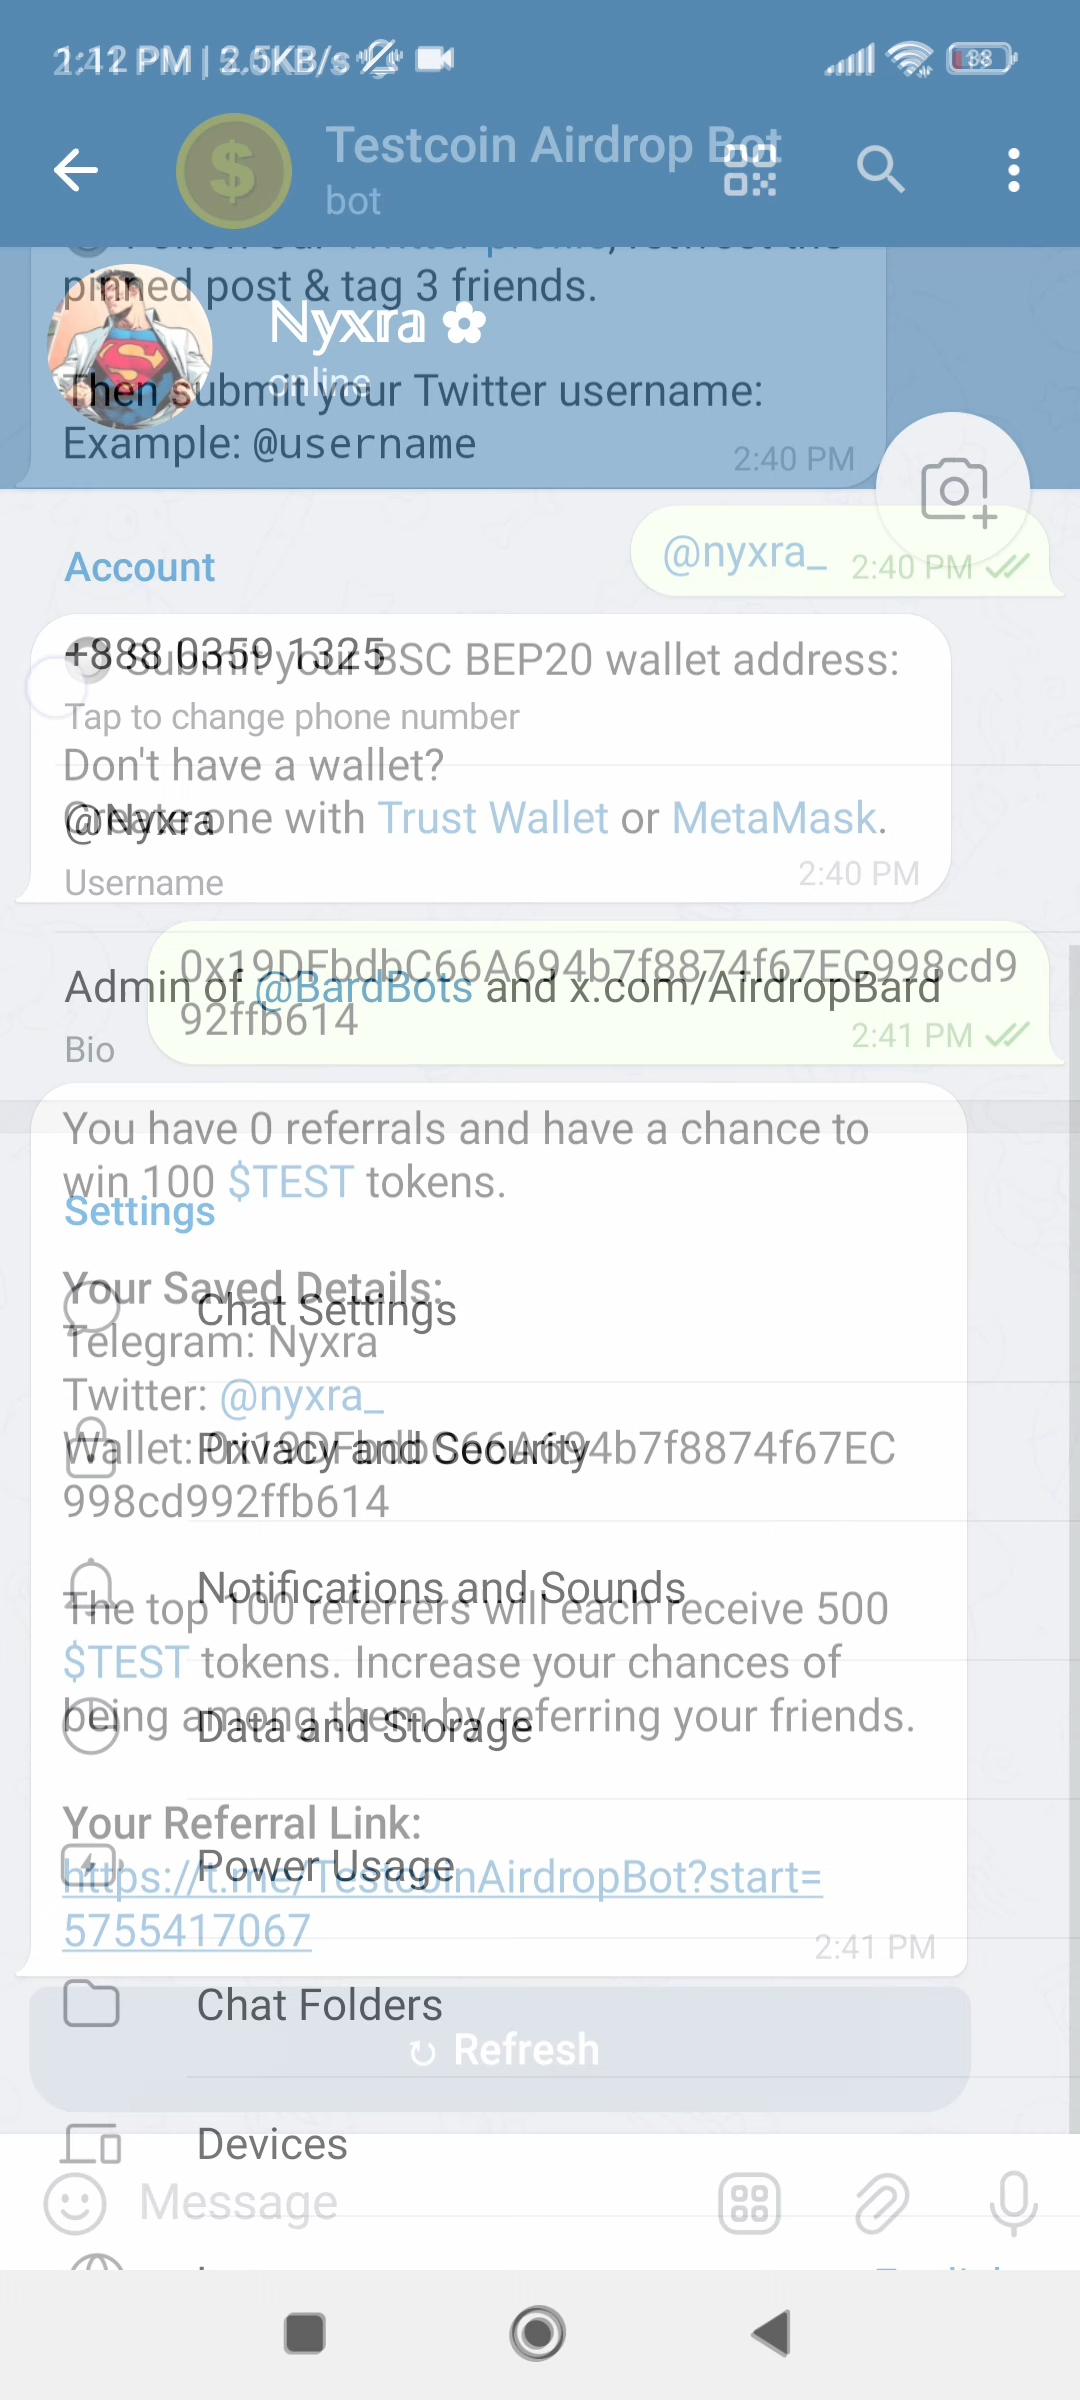 PM | 2.5KB/s
Testcoin Airdrop Bot
bot
pinned post & tag 3 friends.
Nyxra
online
Then submit your Twitter username:
Example: @username
2:40 PM
Account
@nyxra_
2:40 PM
+888 0359 1325
Submit your BSC BEP20 wallet address:
Tap to change phone number
Don't have a wallet?
@Nyxra
Create one with Trust Wallet or MetaMask.
2:40 PM
Username
0x19DFbdbC66A694b7f8874f67EC998cd9
92ffb614
2:41 PM
Admin of @BardBots and x.com/AirdropBard
Bio
You have 0 referrals and have a chance to
win 100 $TEST tokens.
Settings
Your Saved Details:
Chat Settings
Telegram: Nyxra
Twitter: @nyxra_
Wallet: 0x19DFbdbC66A694b7f8874f67EC
998cd992ffb614
Privacy and Security
Notifications and Sounds
The top 100 referrers will each receive 500
$TEST tokens. Increase your chances of
being among them by referring your friends.
Data and Storage
Your Referral Link:
Power Usage
https://t.me/TestcoinAirdropBot?start=
5755417067
2:41 PM
Chat Folders
Refresh
Devices
Message